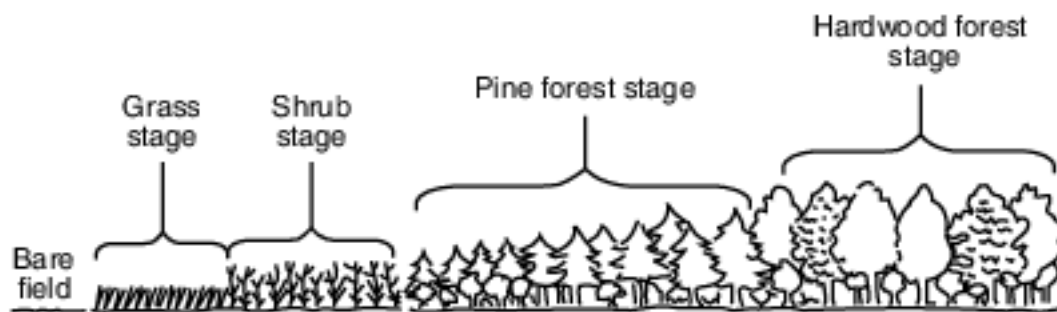 Hardwood forest
stage
Pine forest stage
Grass
stage
Shrub
stage
Bare
field